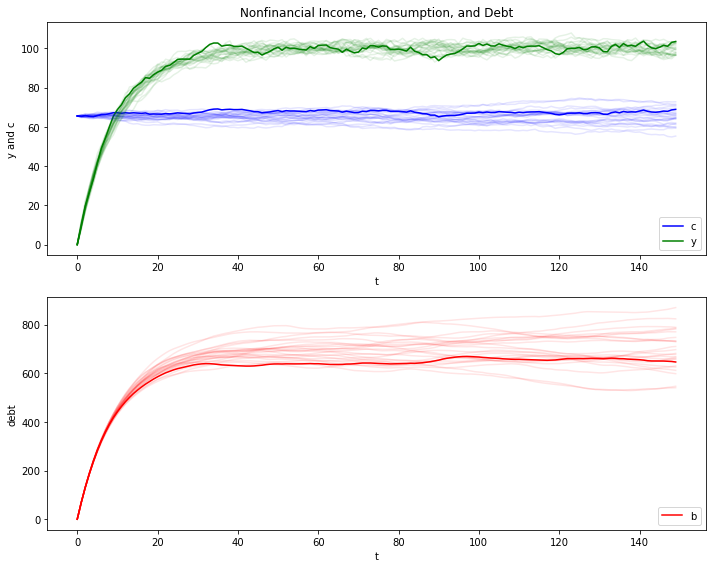 Nonfinancial Income, Consumption, and Debt
100
80
60
40
20
0
y and c
c
y
0 20 40 60 80 100 120 140
t
800
600
400
200
0
debt
b
0 20 40 60 80 100 120 140
t